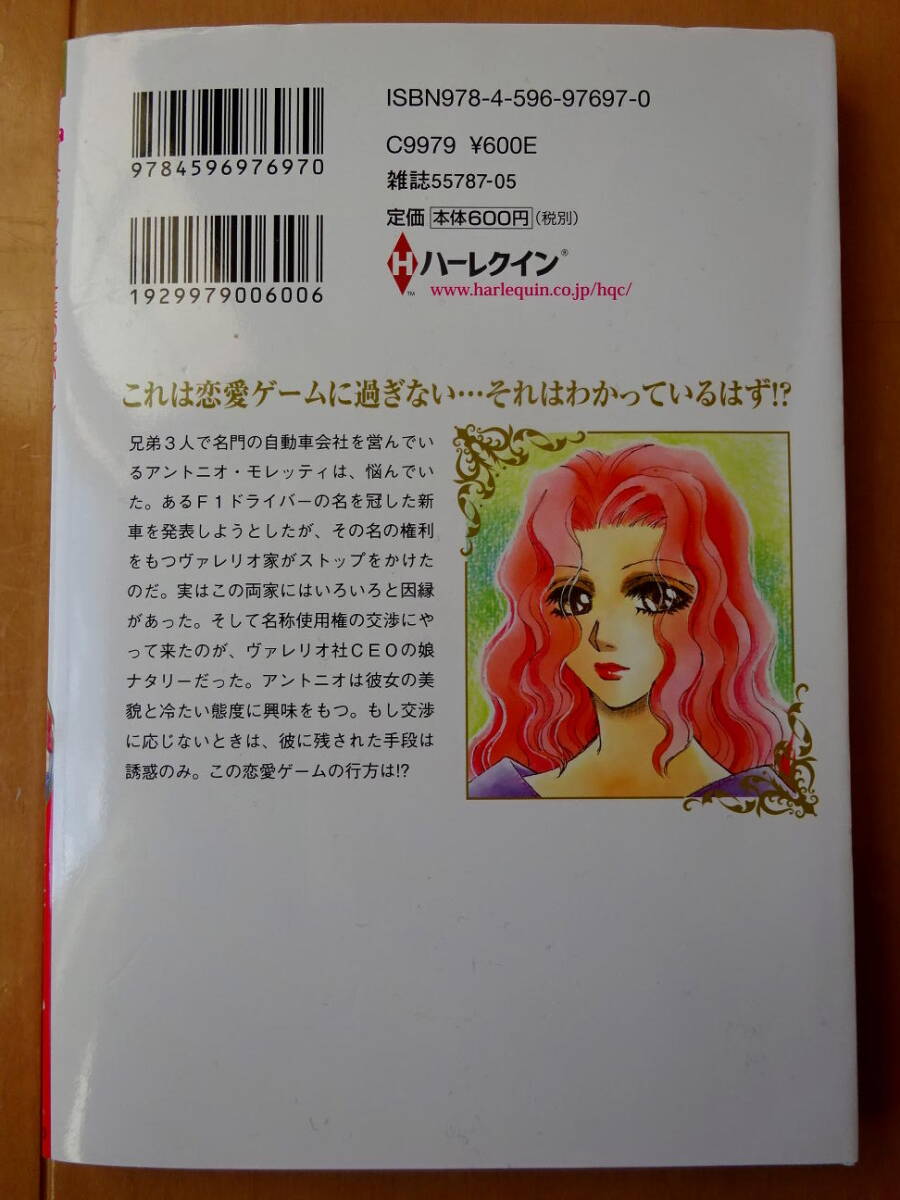 ISBN978-4-596-97697-0
9784596976970
C9979 ¥600E
雑誌55787-05
定価 本体600円 (税別)
1929979006006
H ハーレクイン®
™
www.harlequin.co.jp/hqc/
これは恋愛ゲームに過ぎない…それはわかっているはず!?
兄弟3人で名門の自動車会社を営んでい
るアントニオ・モレッティは、悩んでい
た。あるF1ドライバーの名を冠した新
車を発表しようとしたが、その名の権利
をもつヴァレリオ家がストップをかけた
のだ。実はこの両家にはいろいろと因縁
があった。そして名称使用権の交渉にや
って来たのが、ヴァレリオ社CEOの娘
ナタリーだった。アントニオは彼女の美
貌と冷たい態度に興味をもつ。もし交渉
に応じないときは、彼に残された手段は
誘惑のみ。この恋愛ゲームの行方は!?